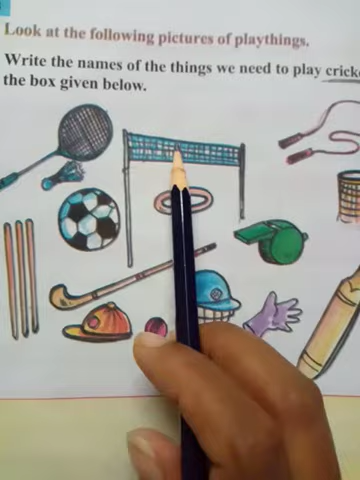 Look at the following pictures of playthings.
Write the names of the things we need to play
the box given below.